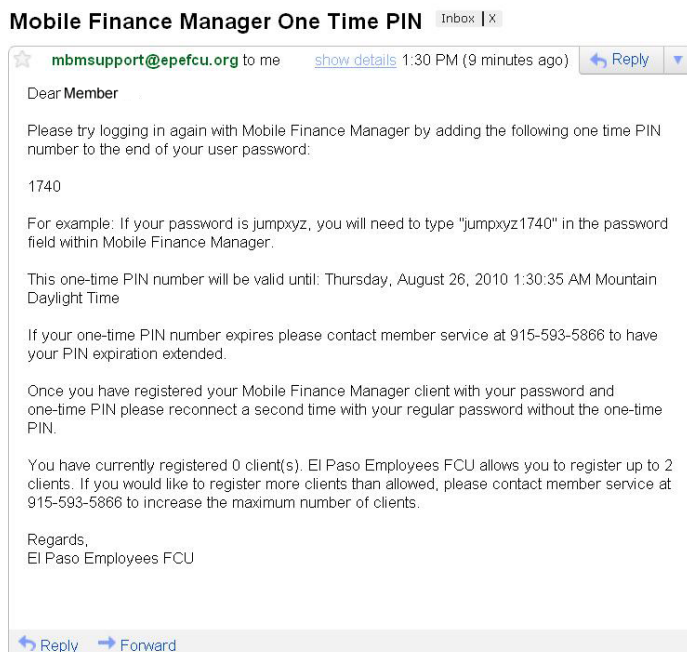 Mobile Finance Manager One Time PIN Inbox | X
mbmsupport@epefcu.org to me show details 1:30 PM (9 minutes ago) Reply
Dear Member
Please try logging in again with Mobile Finance Manager by adding the following one time PIN
number to the end of your user password:
1740
For example: If your password is jumpxyz, you will need to type "jumpxyz1740" in the password
field within Mobile Finance Manager.
This one-time PIN number will be valid until: Thursday, August 26, 2010 1:30:35 AM Mountain
Daylight Time
If your one-time PIN number expires please contact member service at 915-593-5866 to have
your PIN expiration extended.
Once you have registered your Mobile Finance Manager client with your password and
one-time PIN please reconnect a second time with your regular password without the one-time
PIN.
You have currently registered 0 client(s). El Paso Employees FCU allows you to register up to 2
clients. If you would like to register more clients than allowed, please contact member service at
915-593-5866 to increase the maximum number of clients.
Regards,
El Paso Employees FCU
Reply Forward